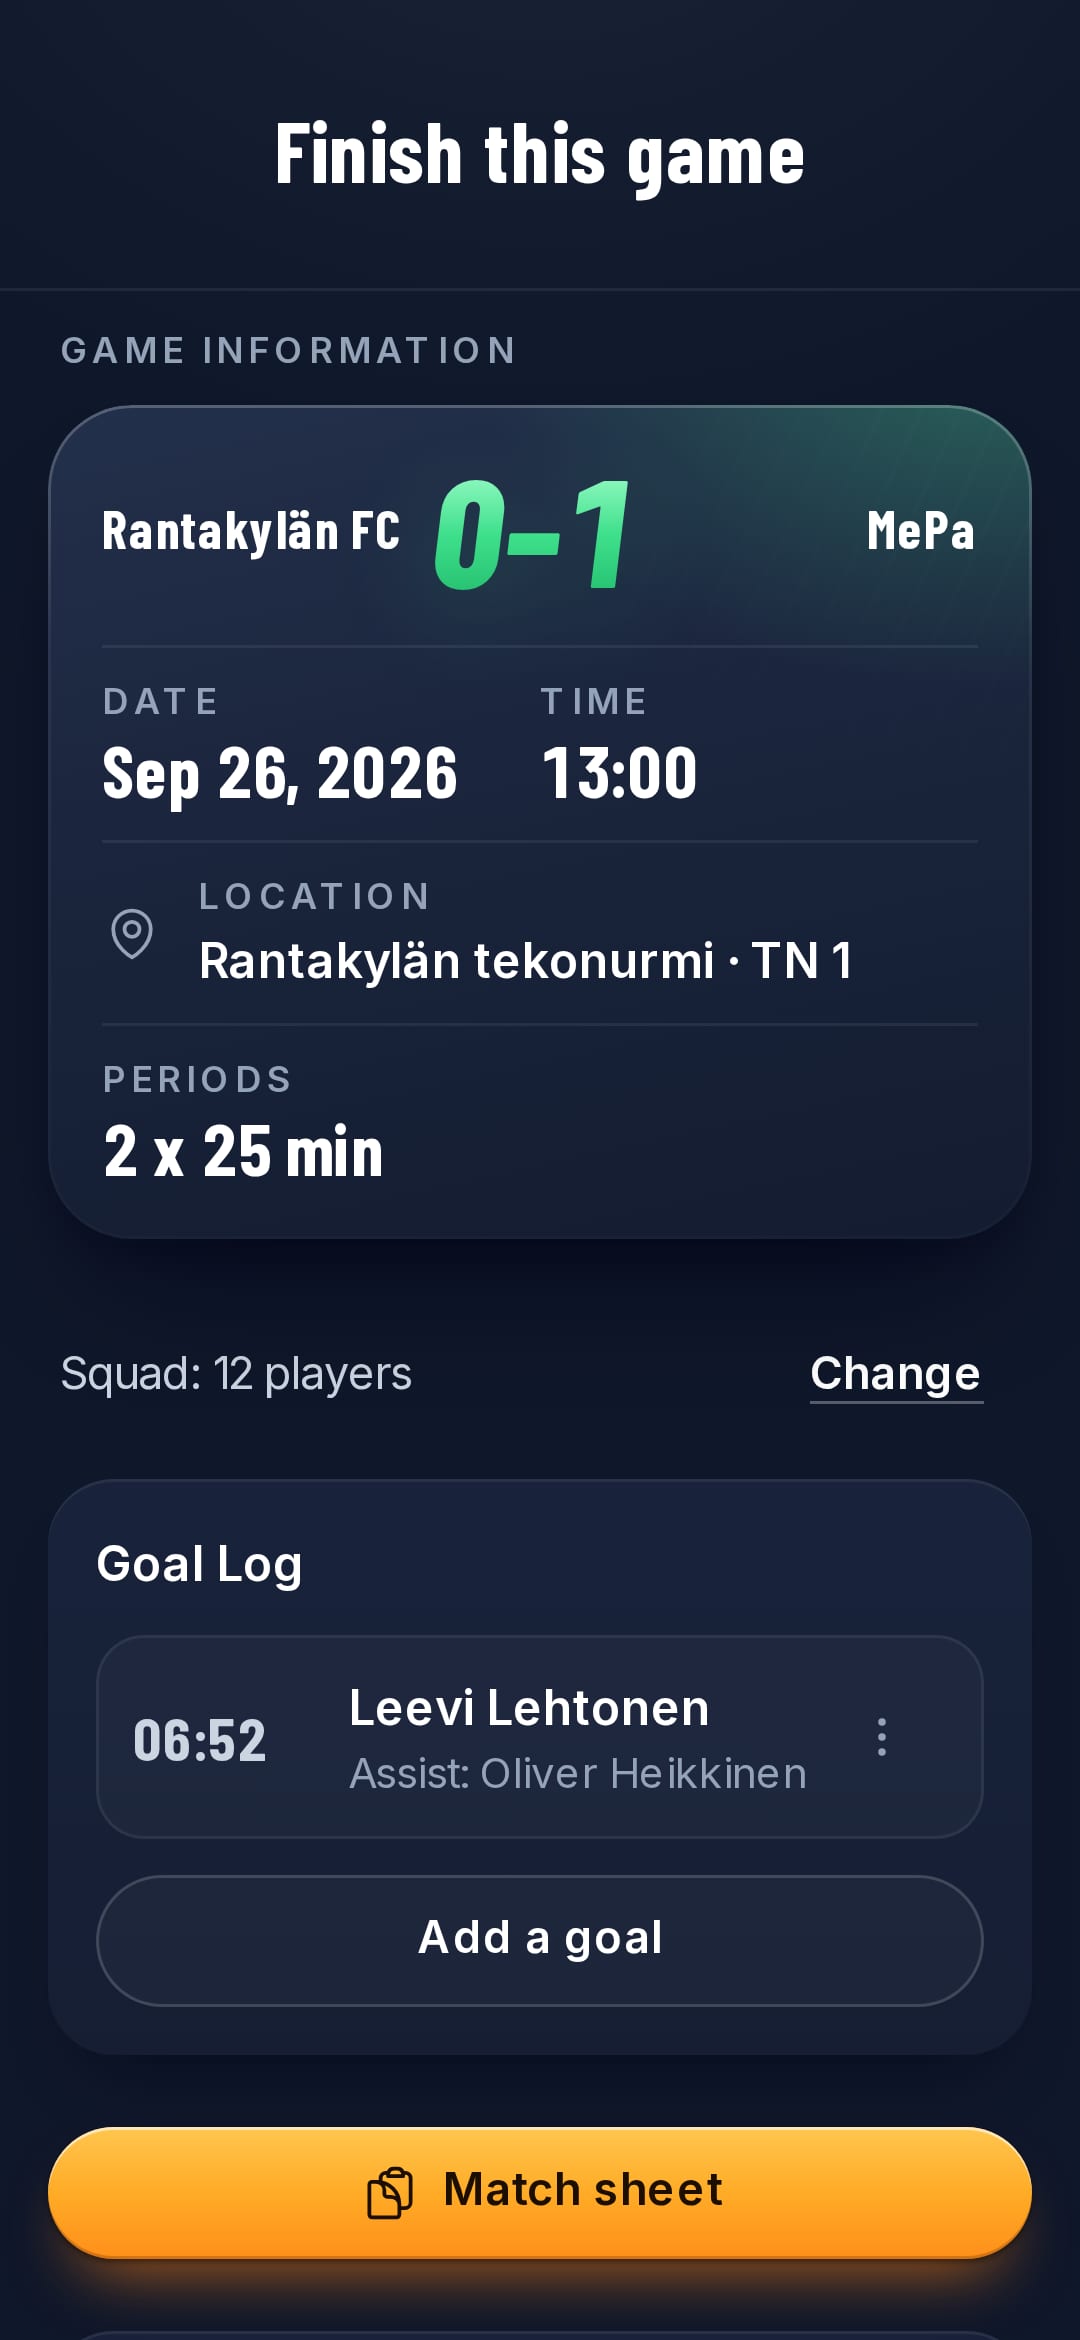 Finish this game
GAME INFORMATION
Rantakylän FC 0–1 MePa
DATE TIME
Sep 26, 2026 13:00
LOCATION
Rantakylän tekonurmi · TN 1
PERIODS
2 x 25 min
Squad: 12 players Change
Goal Log
06:52 Leevi Lehtonen
Assist: Oliver Heikkinen
Add a goal
Match sheet